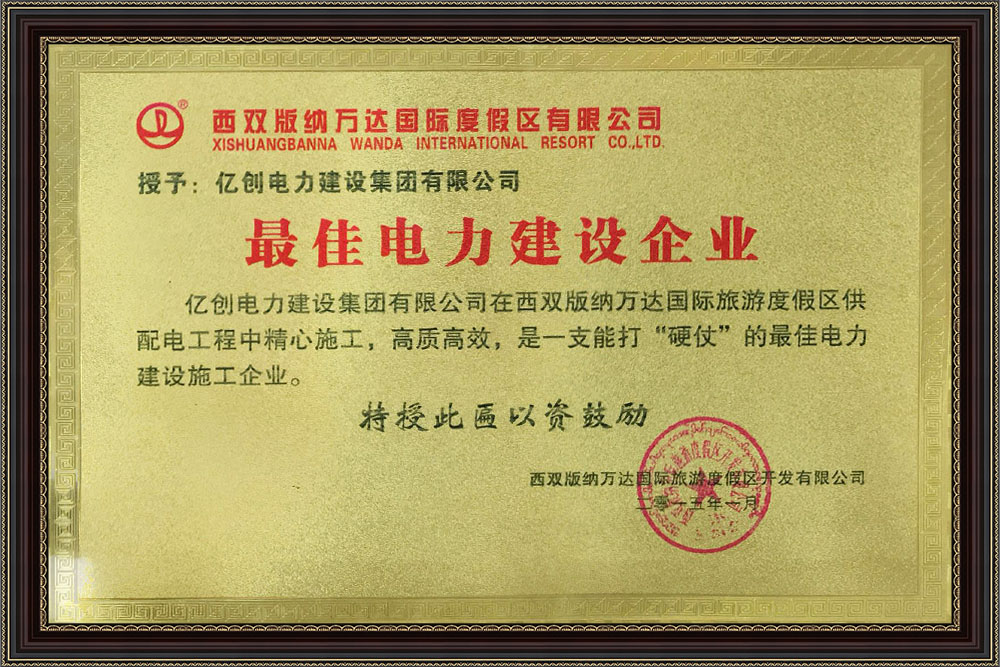 西双版纳万达国际度假区有限公司
XISHUANGBANNA WANDA INTERNATIONAL RESORT CO.,LTD.
授予：亿创电力建设集团有限公司
最佳电力建设企业
亿创电力建设集团有限公司在西双版纳万达国际旅游度假区供
配电工程中精心施工，高质高效，是一支能打“硬仗”的最佳电力
建设施工企业。
特授此匾以资鼓励
西双版纳万达国际旅游度假区开发有限公司
二零一五年一月